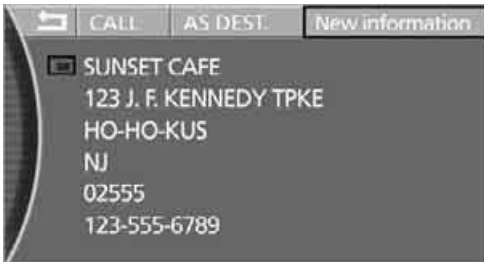 CALL AS DEST. New information
SUNSET CAFE
123 J. F. KENNEDY TPKE
HO-HO-KUS
NJ
02555
123-555-6789